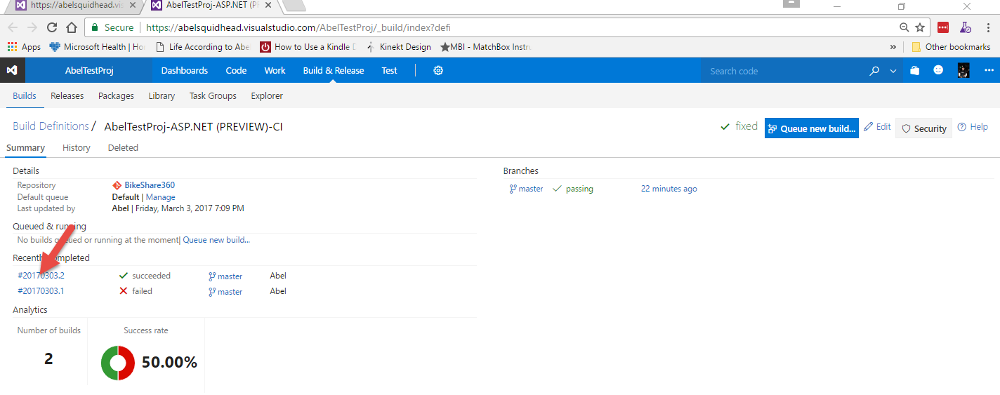 https://abelsquidhead.vis
AbelTestProj-ASP.NET (PR
Secure https://abelsquidhead.visualstudio.com/AbelTestProj/_build/index?defi
Apps Microsoft Health | Ho Life According to Abe How to Use a Kindle D Kinekt Design MBI - MatchBox Instru » Other bookmarks
AbelTestProj Dashboards Code Work Build & Release Test Search code
Builds Releases Packages Library Task Groups Explorer
Build Definitions / AbelTestProj-ASP.NET (PREVIEW)-CI fixed Queue new build... Edit Security Help
Summary History Deleted
Details
Repository BikeShare360
Default queue Default | Manage
Last updated by Abel | Friday, March 3, 2017 7:09 PM
Branches
master passing 22 minutes ago
Queued & running
No builds queued or running at the moment| Queue new build...
Recently completed
#20170303.2 succeeded master Abel
#20170303.1 failed master Abel
Analytics
Number of builds
2
Success rate
50.00%